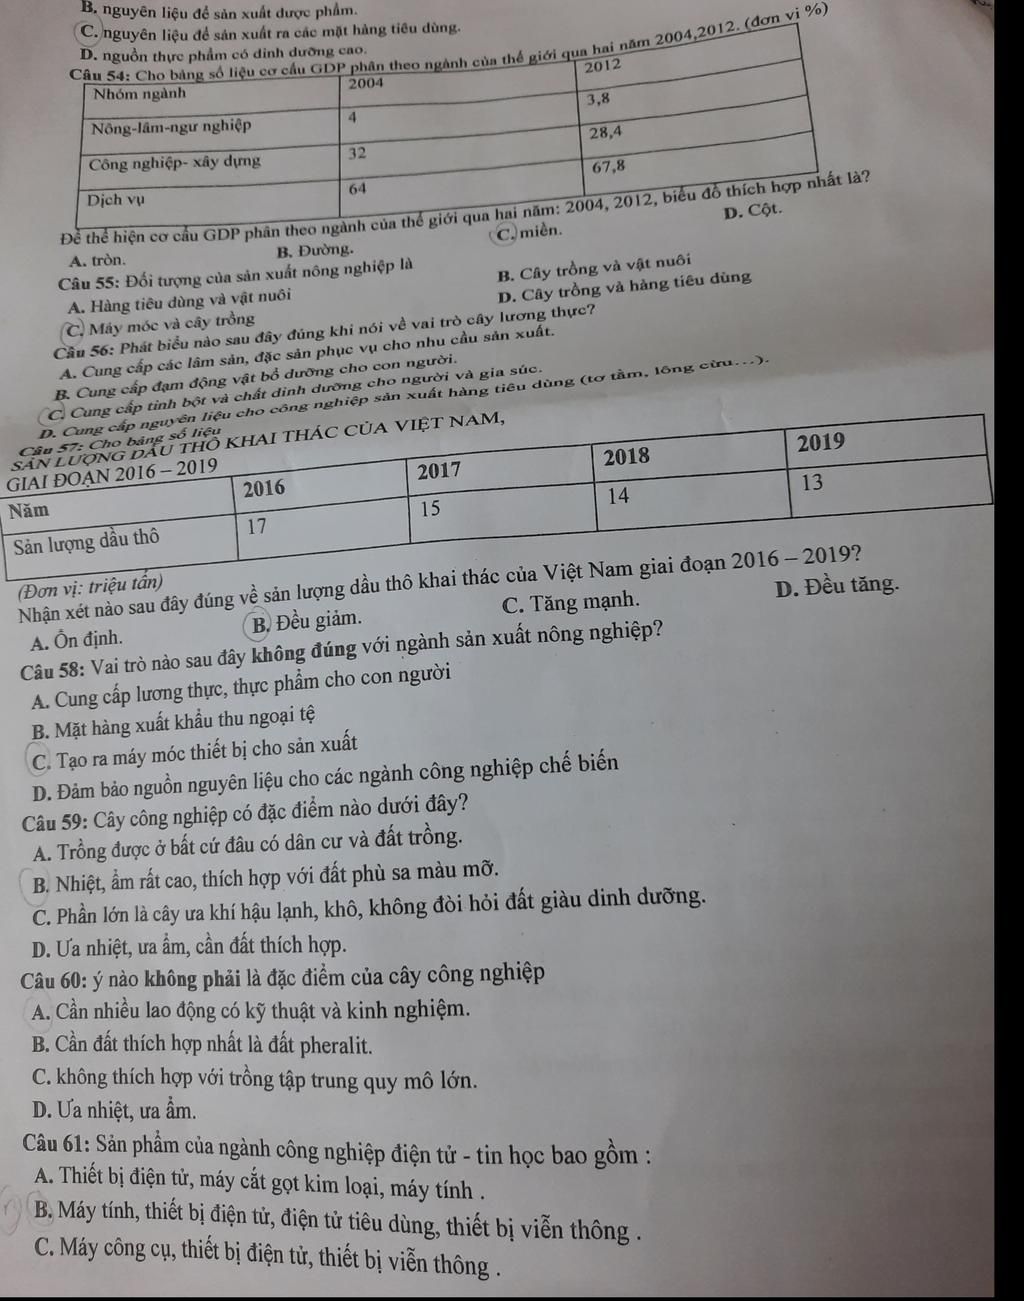 B. nguyên liệu để sản xuất dược phẩm.
C. nguyên liệu để sản xuất ra các mặt hàng tiêu dùng.
D. nguồn thực phẩm có dinh dưỡng cao.
Câu 54: Cho bảng số liệu cơ cấu GDP phân theo ngành của thế giới qua hai năm 2004,2012. (đơn vị %)
Nhóm ngành 2004 2012
Nông-lâm-ngư nghiệp 4 3,8
Công nghiệp- xây dựng 32 28,4
Dịch vụ 64 67,8
Để thể hiện cơ cấu GDP phân theo ngành của thế giới qua hai năm: 2004, 2012, biểu đồ thích hợp nhất là?
A. tròn. B. Đường. C. miền. D. Cột.
Câu 55: Đối tượng của sản xuất nông nghiệp là
A. Hàng tiêu dùng và vật nuôi B. Cây trồng và vật nuôi
C. Máy móc và cây trồng D. Cây trồng và hàng tiêu dùng
Câu 56: Phát biểu nào sau đây đúng khi nói về vai trò cây lương thực?
A. Cung cấp các lâm sản, đặc sản phục vụ cho nhu cầu sản xuất.
B. Cung cấp đạm động vật bổ dưỡng cho con người.
C. Cung cấp tinh bột và chất dinh dưỡng cho người và gia súc.
D. Cung cấp nguyên liệu cho công nghiệp sản xuất hàng tiêu dùng (tơ tằm, lông cừu…).
Câu 57: Cho bảng số liệu
SẢN LƯỢNG DẦU THÔ KHAI THÁC CỦA VIỆT NAM,
GIAI ĐOẠN 2016 – 2019
Năm 2016 2017 2018 2019
Sản lượng dầu thô 17 15 14 13
(Đơn vị: triệu tấn)
Nhận xét nào sau đây đúng về sản lượng dầu thô khai thác của Việt Nam giai đoạn 2016 – 2019?
A. Ổn định. B. Đều giảm. C. Tăng mạnh. D. Đều tăng.
Câu 58: Vai trò nào sau đây không đúng với ngành sản xuất nông nghiệp?
A. Cung cấp lương thực, thực phẩm cho con người
B. Mặt hàng xuất khẩu thu ngoại tệ
C. Tạo ra máy móc thiết bị cho sản xuất
D. Đảm bảo nguồn nguyên liệu cho các ngành công nghiệp chế biến
Câu 59: Cây công nghiệp có đặc điểm nào dưới đây?
A. Trồng được ở bất cứ đâu có dân cư và đất trồng.
B. Nhiệt, ẩm rất cao, thích hợp với đất phù sa màu mỡ.
C. Phần lớn là cây ưa khí hậu lạnh, khô, không đòi hỏi đất giàu dinh dưỡng.
D. Ưa nhiệt, ưa ẩm, cần đất thích hợp.
Câu 60: ý nào không phải là đặc điểm của cây công nghiệp
A. Cần nhiều lao động có kỹ thuật và kinh nghiệm.
B. Cần đất thích hợp nhất là đất pheralit.
C. không thích hợp với trồng tập trung quy mô lớn.
D. Ưa nhiệt, ưa ẩm.
Câu 61: Sản phẩm của ngành công nghiệp điện tử - tin học bao gồm :
A. Thiết bị điện tử, máy cắt gọt kim loại, máy tính .
B. Máy tính, thiết bị điện tử, điện tử tiêu dùng, thiết bị viễn thông .
C. Máy công cụ, thiết bị điện tử, thiết bị viễn thông .